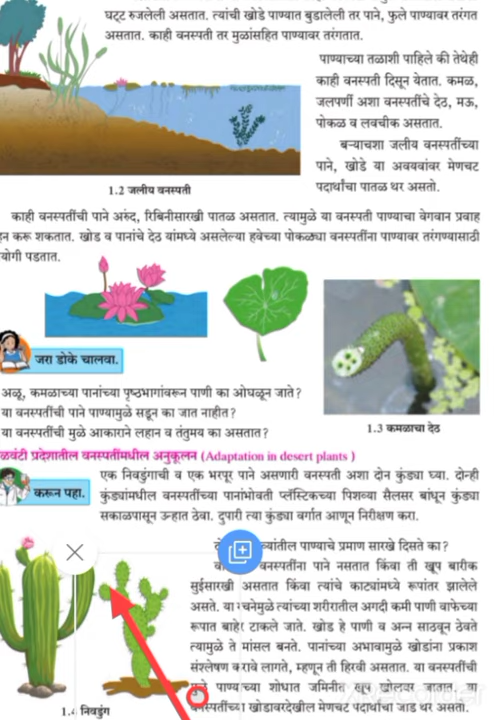 घट्ट रुजलेली असतात. त्यांची खोडे पाण्यात बुडालेली तर पाने, फुले पाण्यावर तरंगत
असतात. काही वनस्पती तर मुळांसहित पाण्यावर तरंगतात.
पाण्याच्या तळाशी पाहिले की तेथेही
काही वनस्पती दिसून येतात. कमळ,
जलपर्णी अशा वनस्पतींचे देठ, मऊ,
पोकळ व लवचीक असतात.
बऱ्याचशा जलीय वनस्पतींच्या
पाने, खोडे या अवयवांवर मेणचट
पदार्थांचा पातळ थर असतो.
1.2 जलीय वनस्पती
काही वनस्पतींची पाने अरुंद, रिबिनीसारखी पातळ असतात. त्यामुळे या वनस्पती पाण्याचा वेगवान प्रवाह
हन करू शकतात. खोड व पानांचे देठ यांमध्ये असलेल्या हवेच्या पोकळ्या वनस्पतींना पाण्यावर तरंगण्यासाठी
योगी पडतात.
जरा डोके चालवा.
अळू, कमळाच्या पानांच्या पृष्ठभागांवरून पाणी का ओघळून जाते ?
या वनस्पतींची पाने पाण्यामुळे सडून का जात नाहीत ?
या वनस्पतींची मुळे आकाराने लहान व तंतुमय का असतात ?
1.3 कमळाचा देठ
ळवंटी प्रदेशातील वनस्पतींमधील अनुकूलन (Adaptation in desert plants )
करून पहा.
एक निवडुंगाची व एक भरपूर पाने असणारी वनस्पती अशा दोन कुंड्या घ्या. दोन्ही
कुंड्यांमधील वनस्पतींच्या पानांभोवती प्लॅस्टिकच्या पिशव्या सैलसर बांधून कुंड्या
सकाळपासून उन्हात ठेवा. दुपारी त्या कुंड्या वर्गात आणून निरीक्षण करा.
पाण्याचे प्रमाण सारखे दिसते का ?
वनस्पतींना पाने नसतात किंवा ती खूप बारीक
सुईसारखी असतात किंवा त्यांचे काट्यांमध्ये रूपांतर झालेले
असते. या रचनेमुळे त्यांच्या शरीरातील अगदी कमी पाणी वाफेच्या
रूपात बाहेर टाकले जाते. खोड हे पाणी व अन्न साठवून ठेवते
त्यामुळे ते मांसल बनते. पानांच्या अभावामुळे खोडांना प्रकाश
संश्लेषण करावे लागते, म्हणून ती हिरवी असतात. या वनस्पतींची
मुळे पाण्याच्या शोधात जमिनीत खूप खोलवर जातात. या
वनस्पतींच्या खोडावरदेखील मेणचट पदार्थांचा जाड थर असतो.
1.4 निवडुंग